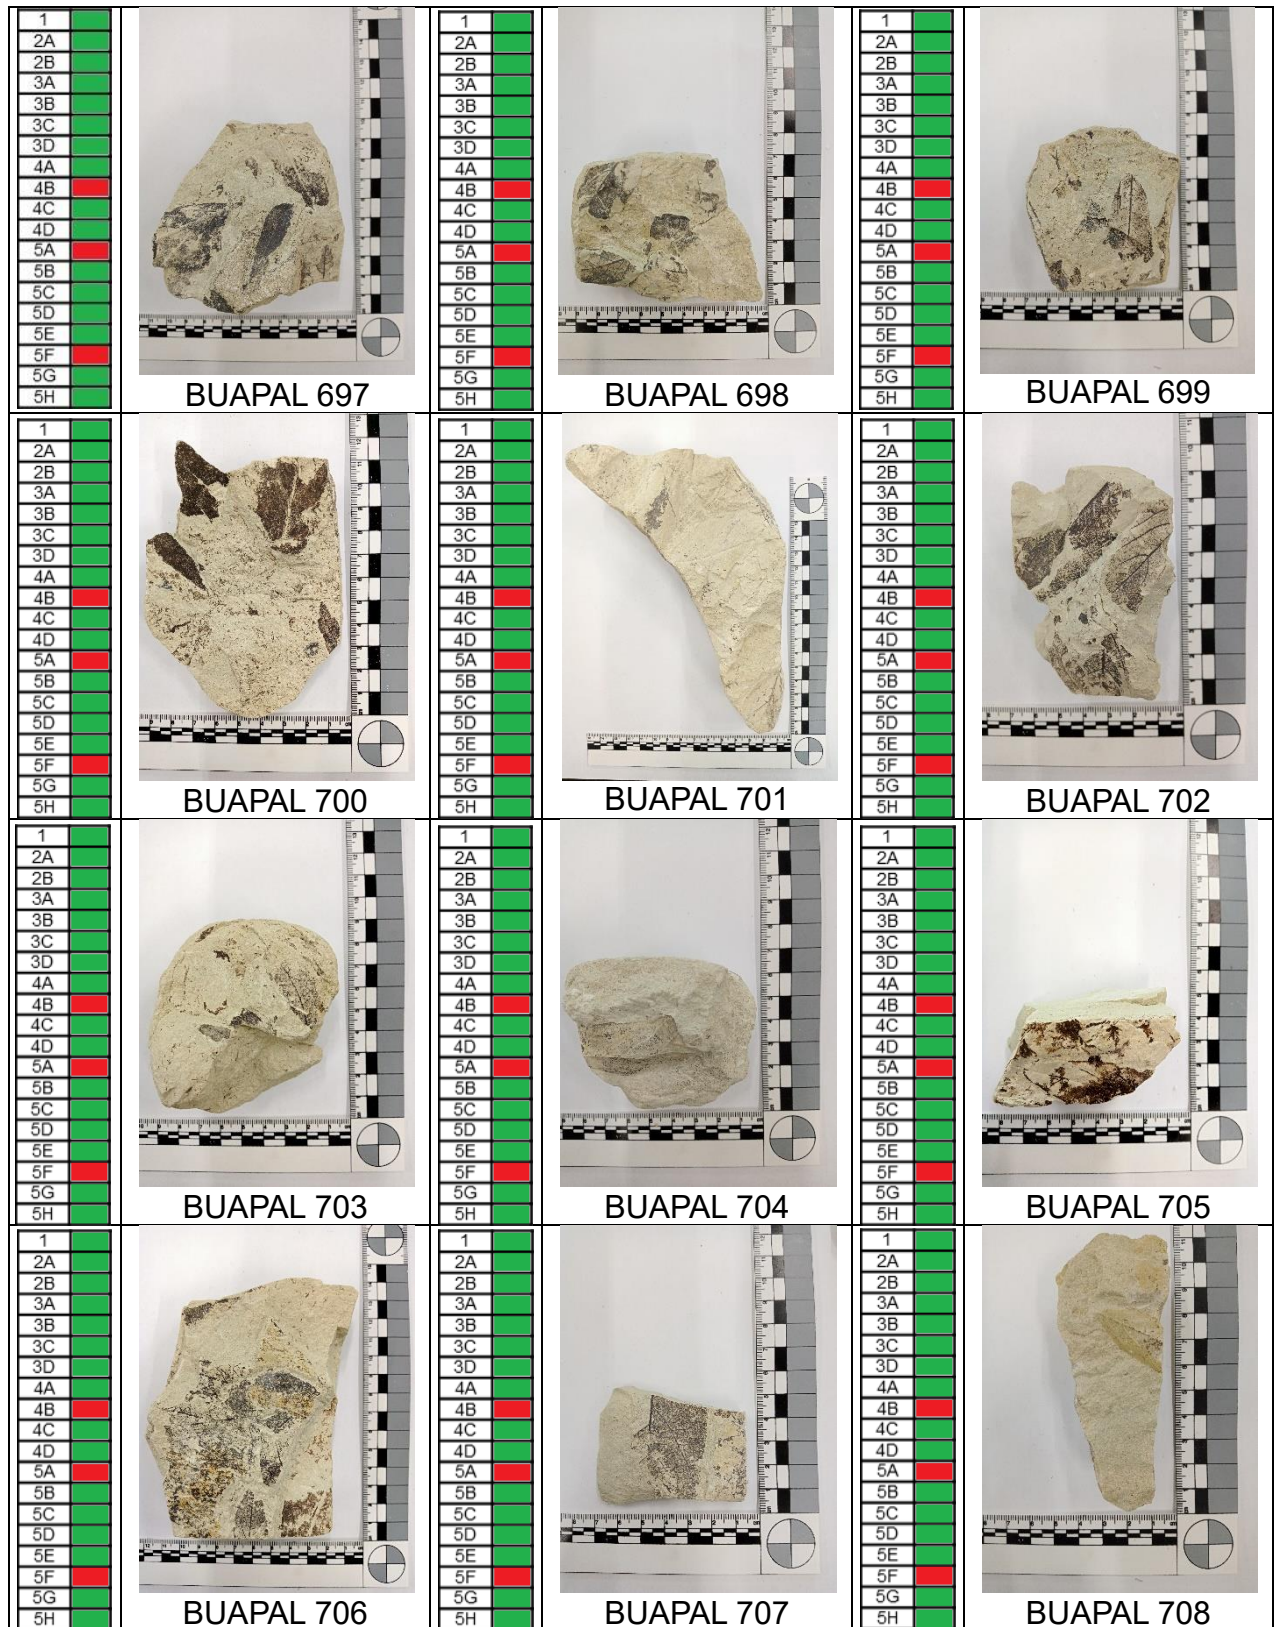 1
2A
2B
3A
3B
3C
3D
4A
4B
4C
4D
5A
5B
5C
5D
5E
5F
5G
5H
BUAPAL 697
1
2A
2B
3A
3B
3C
3D
4A
4B
4C
4D
5A
5B
5C
5D
5E
5F
5G
5H
BUAPAL 698
1
2A
2B
3A
3B
3C
3D
4A
4B
4C
4D
5A
5B
5C
5D
5E
5F
5G
5H
BUAPAL 699
1
2A
2B
3A
3B
3C
3D
4A
4B
4C
4D
5A
5B
5C
5D
5E
5F
5G
5H
BUAPAL 700
1
2A
2B
3A
3B
3C
3D
4A
4B
4C
4D
5A
5B
5C
5D
5E
5F
5G
5H
BUAPAL 701
1
2A
2B
3A
3B
3C
3D
4A
4B
4C
4D
5A
5B
5C
5D
5E
5F
5G
5H
BUAPAL 702
1
2A
2B
3A
3B
3C
3D
4A
4B
4C
4D
5A
5B
5C
5D
5E
5F
5G
5H
BUAPAL 703
1
2A
2B
3A
3B
3C
3D
4A
4B
4C
4D
5A
5B
5C
5D
5E
5F
5G
5H
BUAPAL 704
1
2A
2B
3A
3B
3C
3D
4A
4B
4C
4D
5A
5B
5C
5D
5E
5F
5G
5H
BUAPAL 705
1
2A
2B
3A
3B
3C
3D
4A
4B
4C
4D
5A
5B
5C
5D
5E
5F
5G
5H
BUAPAL 706
1
2A
2B
3A
3B
3C
3D
4A
4B
4C
4D
5A
5B
5C
5D
5E
5F
5G
5H
BUAPAL 707
1
2A
2B
3A
3B
3C
3D
4A
4B
4C
4D
5A
5B
5C
5D
5E
5F
5G
5H
BUAPAL 708